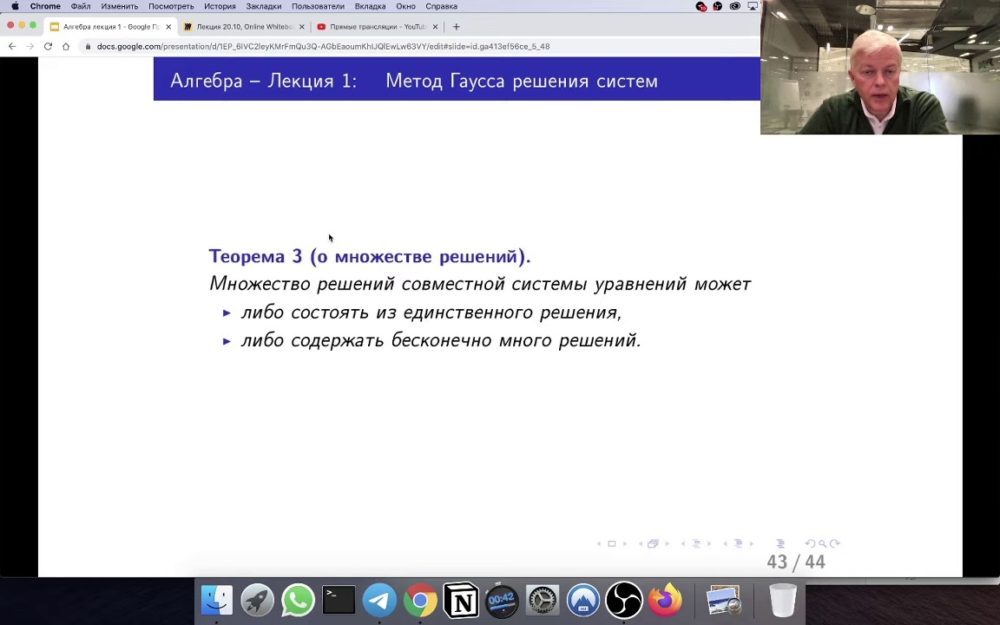 Chrome Файл Изменить Посмотреть История Закладки Пользователи Вкладка Окно Справка
Алгебра лекция 1 - Google П Лекция 20.10, Online Whitebo Прямые трансляции – YouTu
docs.google.com/presentation/d/1EP_6IVC2leyKMrFmQu3Q-AGbEaoumKhIJQlEwLw63VY/edit#slide=id.ga413ef56ce_5_48
Алгебра – Лекция 1: Метод Гаусса решения систем
Теорема 3 (о множестве решений).
Множество решений совместной системы уравнений может
либо состоять из единственного решения,
либо содержать бесконечно много решений.
43 / 44
00:42